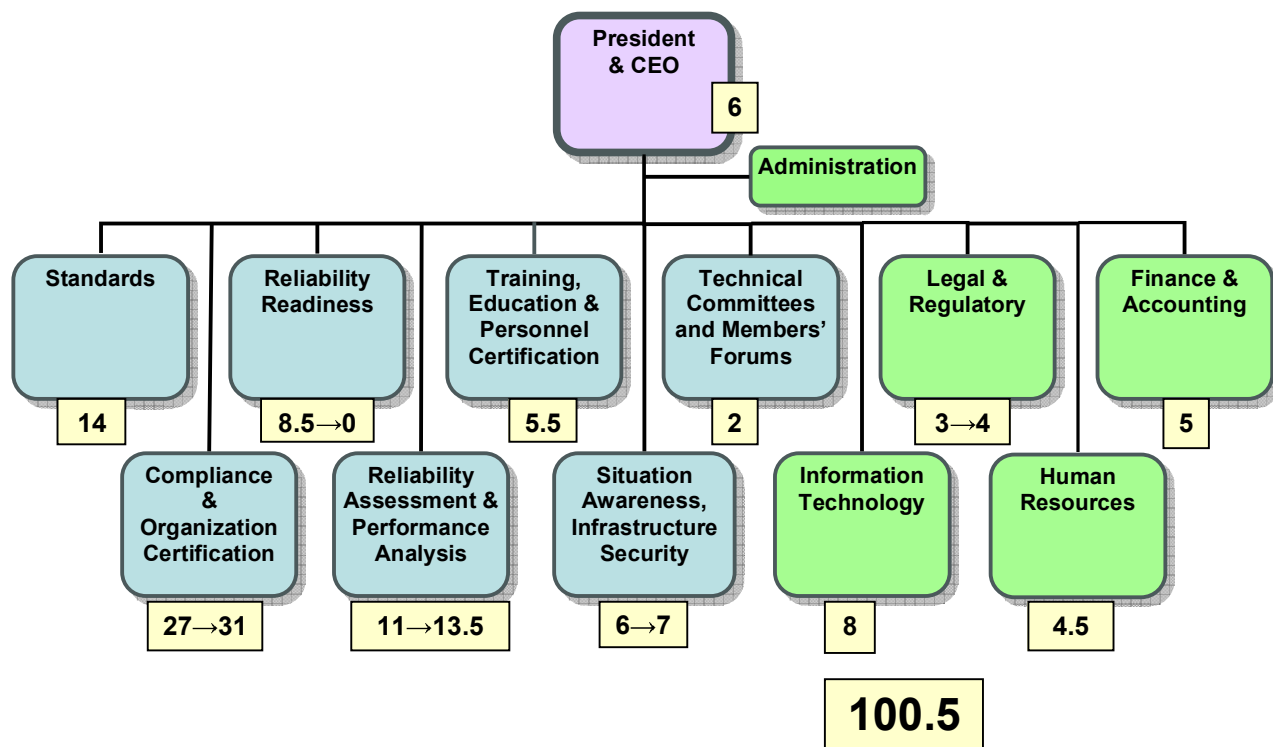 President
& CEO
6
Administration
Standards
14
Reliability
Readiness
8.5→0
Training,
Education &
Personnel
Certification
5.5
Technical
Committees
and Members’
Forums
2
Legal &
Regulatory
3→4
Finance &
Accounting
5
Compliance
&
Organization
Certification
27→31
Reliability
Assessment &
Performance
Analysis
11→13.5
Situation
Awareness,
Infrastructure
Security
6→7
Information
Technology
8
Human
Resources
4.5
100.5